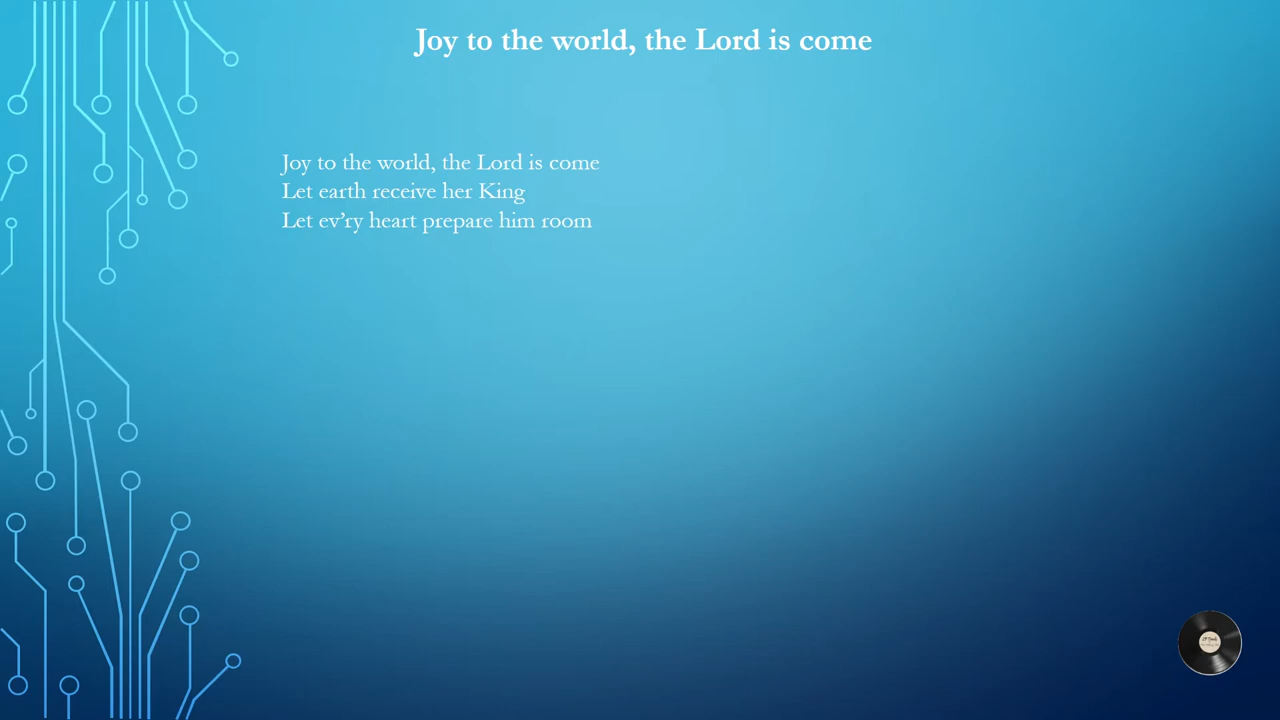 Joy to the world, the Lord is come
Joy to the world, the Lord is come
Let earth receive her King
Let ev’ry heart prepare him room